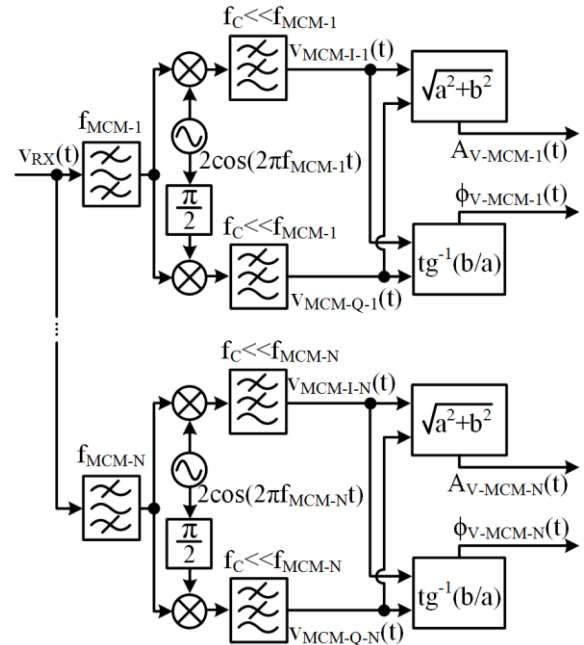 f_C<<f_MCM-1
v_MCM-I-1(t)
√a²+b²
f_MCM-1
v_RX(t)
2cos(2πf_MCM-1t)
A_V-MCM-1(t)
π/2
ϕ_V-MCM-1(t)
f_C<<f_MCM-1
tg⁻¹(b/a)
v_MCM-Q-1(t)
...
f_C<<f_MCM-N
v_MCM-I-N(t)
√a²+b²
f_MCM-N
2cos(2πf_MCM-Nt)
A_V-MCM-N(t)
π/2
ϕ_V-MCM-N(t)
f_C<<f_MCM-N
tg⁻¹(b/a)
v_MCM-Q-N(t)